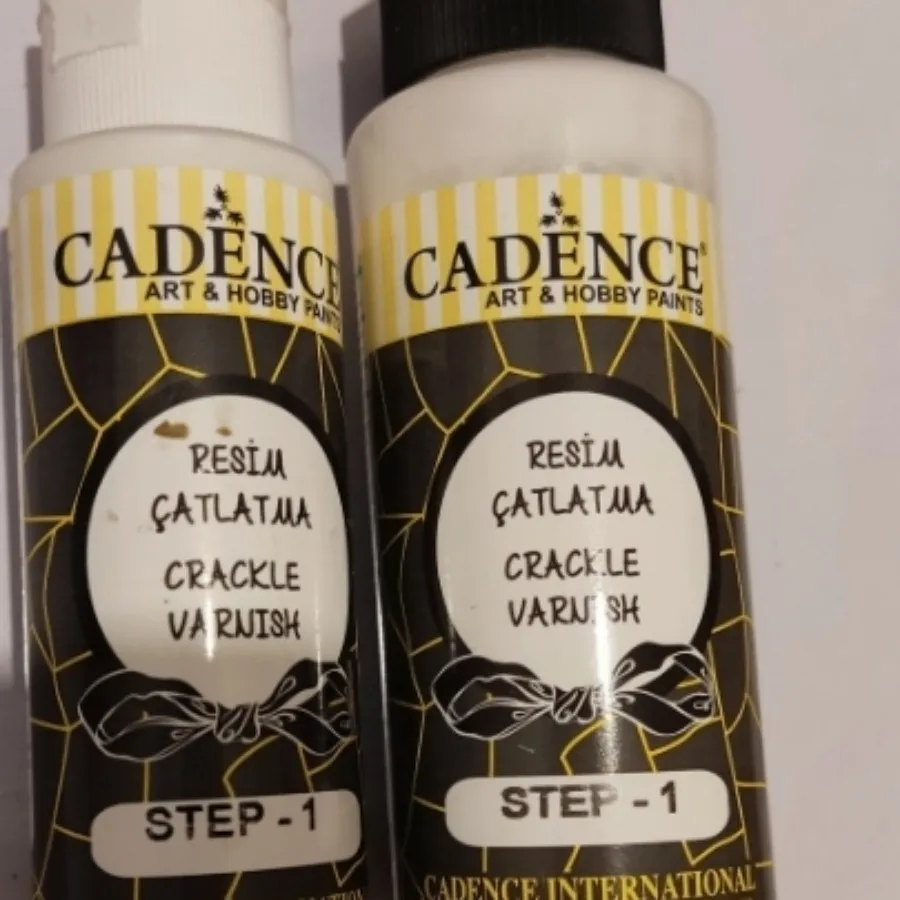 CADENCE
ART & HOBBY PAINTS
RESİM
ÇATLATMA
CRACKLE
VARNISH
STEP - 1
CADENCE®
ART & HOBBY PAINTS
RESİM
ÇATLATMA
CRACKLE
VARNISH
STEP - 1
CADENCE INTERNATIONAL